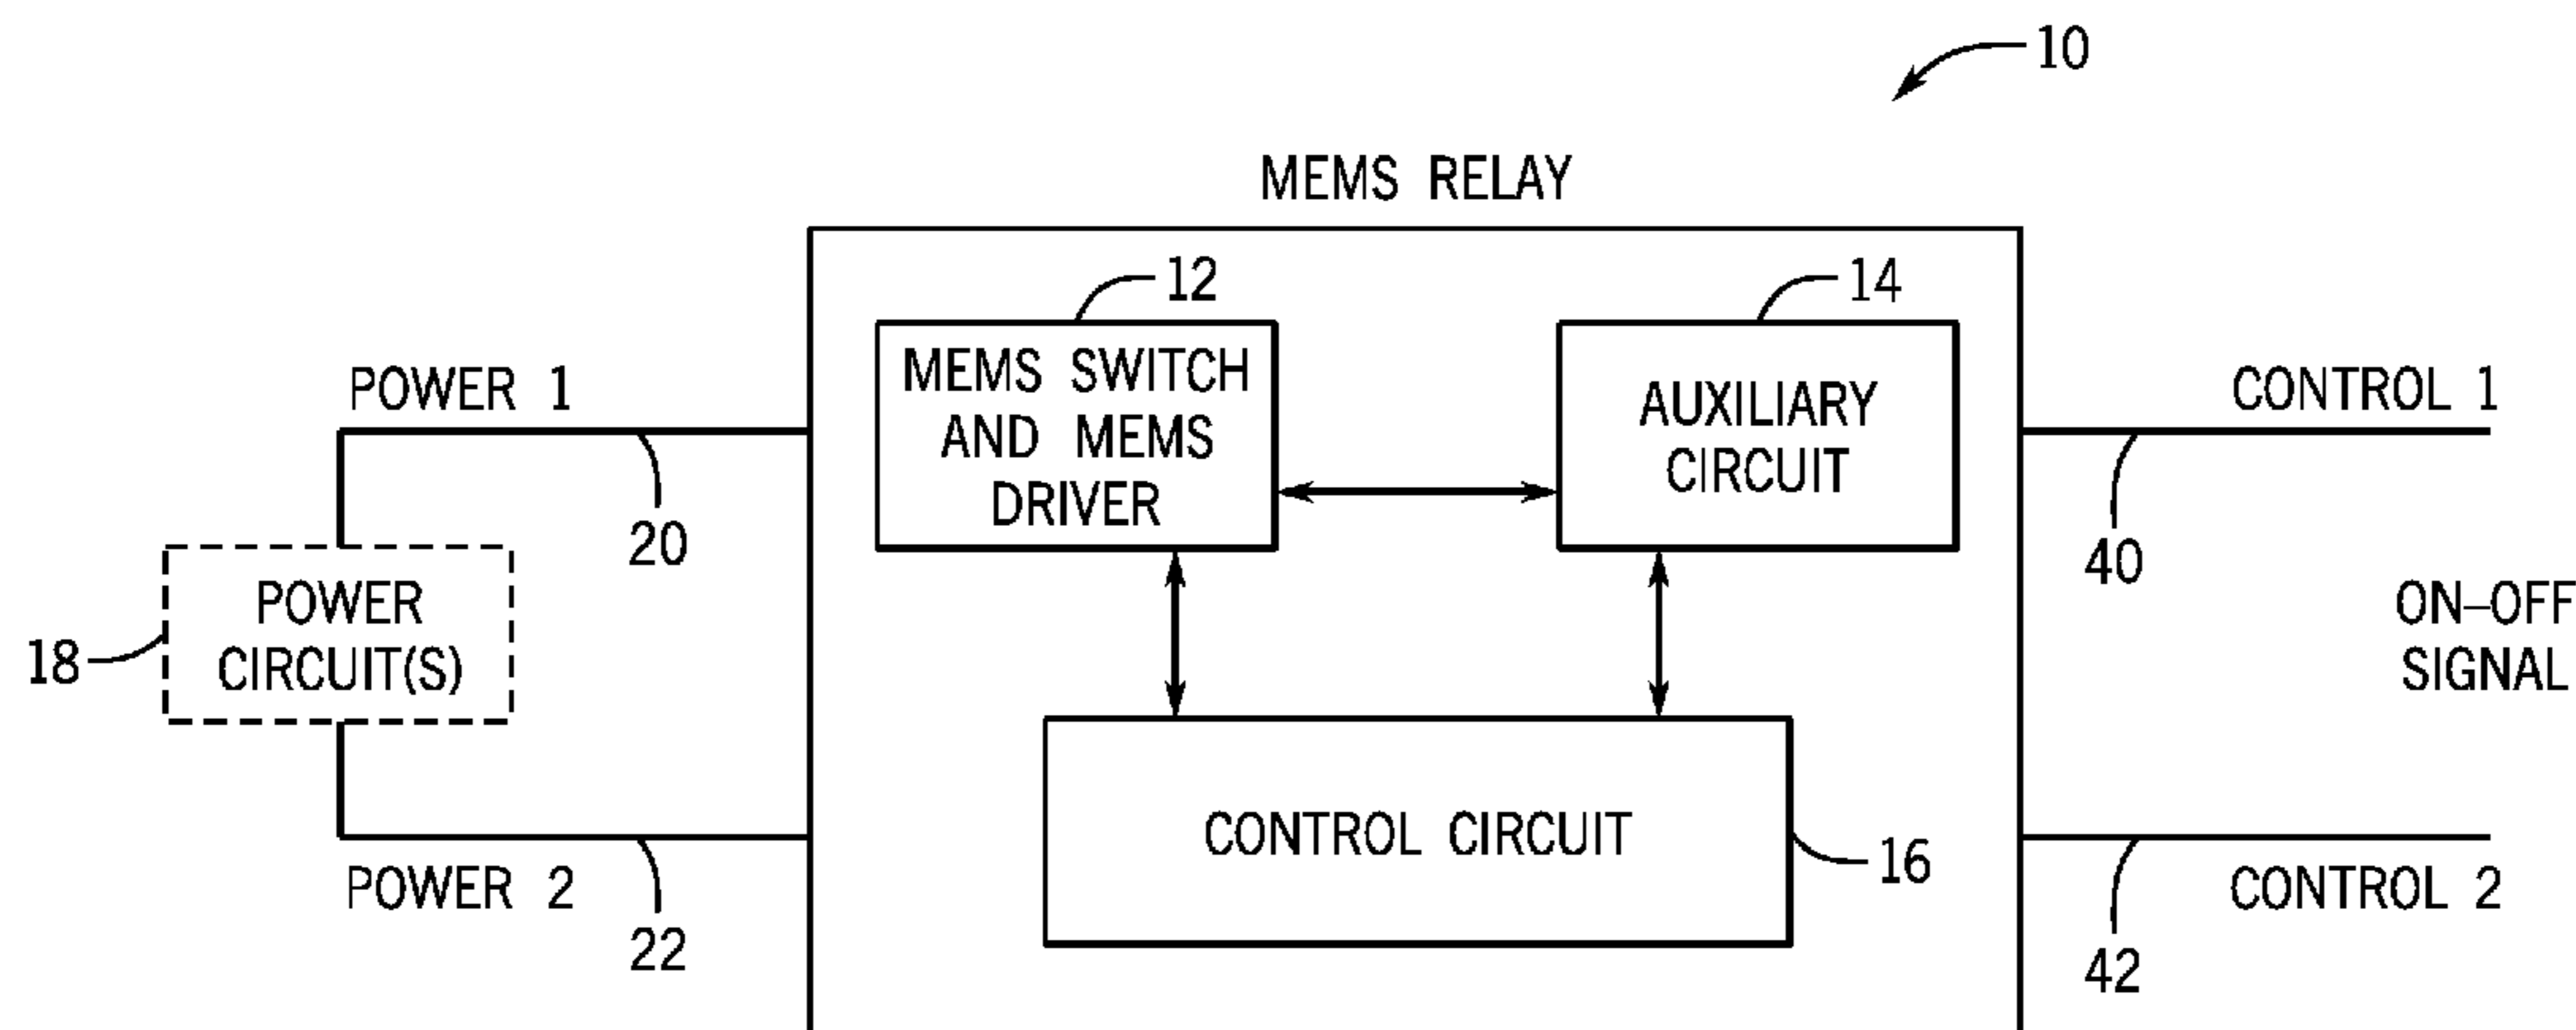 10
MEMS RELAY
12
14
MEMS SWITCH
AND MEMS
DRIVER
AUXILIARY
CIRCUIT
POWER 1
CONTROL 1
20
40
POWER
CIRCUIT(S)
18
ON–OFF
SIGNAL
CONTROL CIRCUIT
16
POWER 2
CONTROL 2
22
42